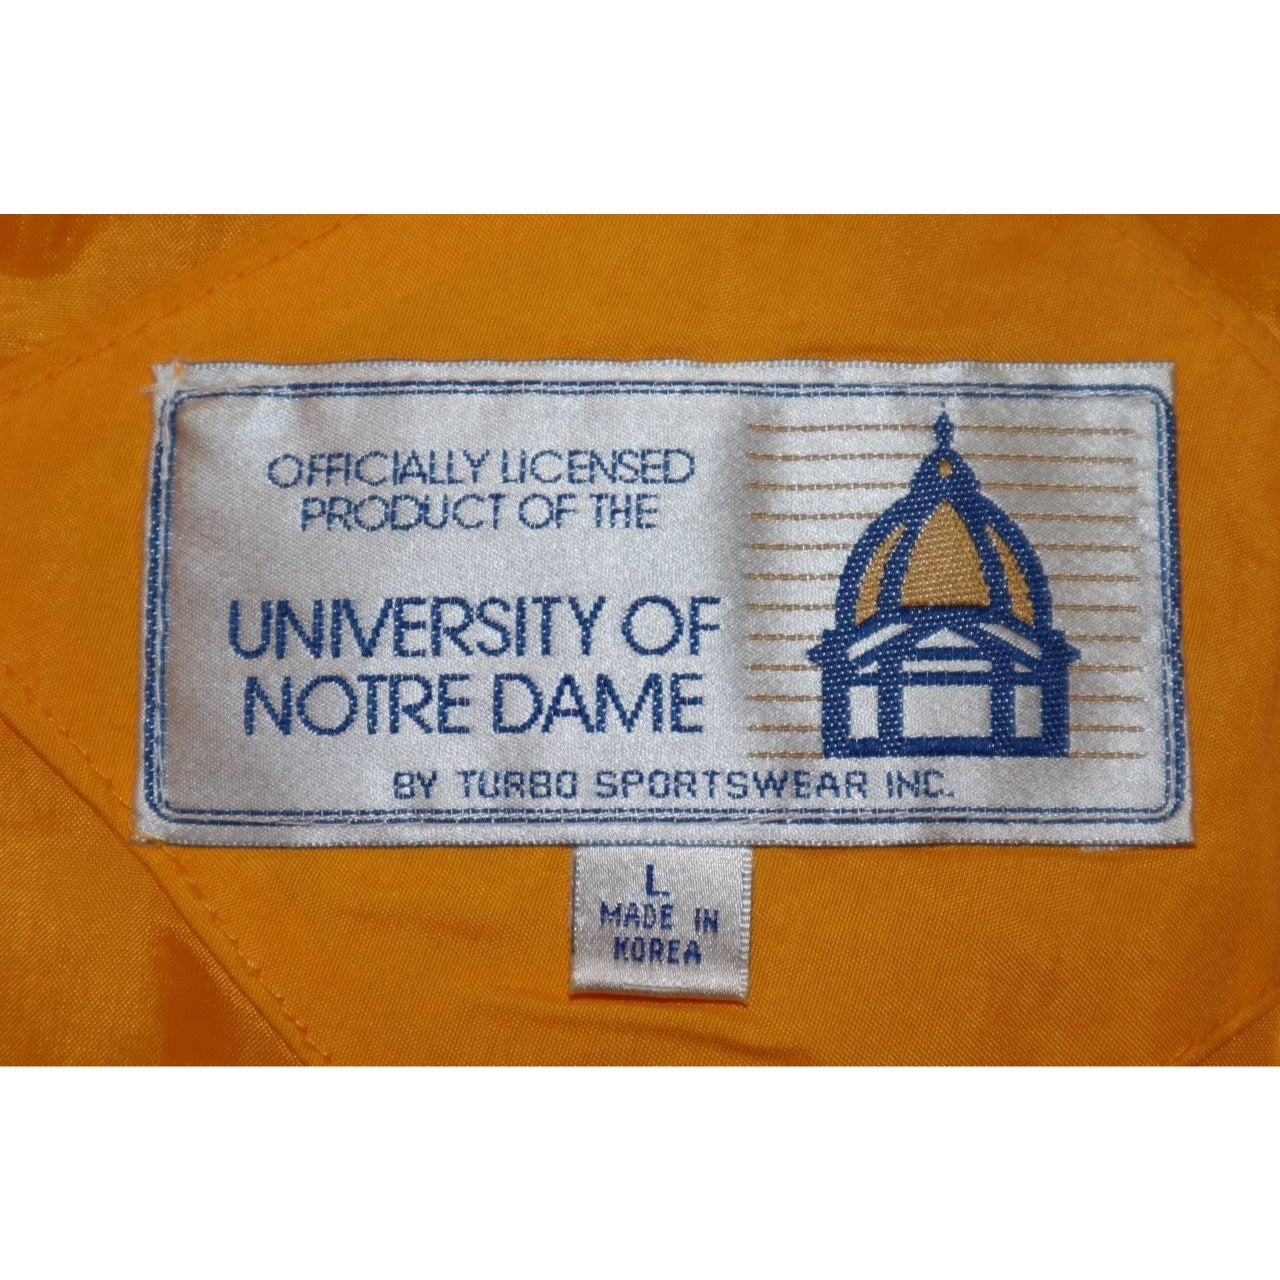 OFFICIALLY LICENSED
PRODUCT OF THE
UNIVERSITY OF
NOTRE DAME
BY TURBO SPORTSWEAR INC.
L
MADE IN
KOREA